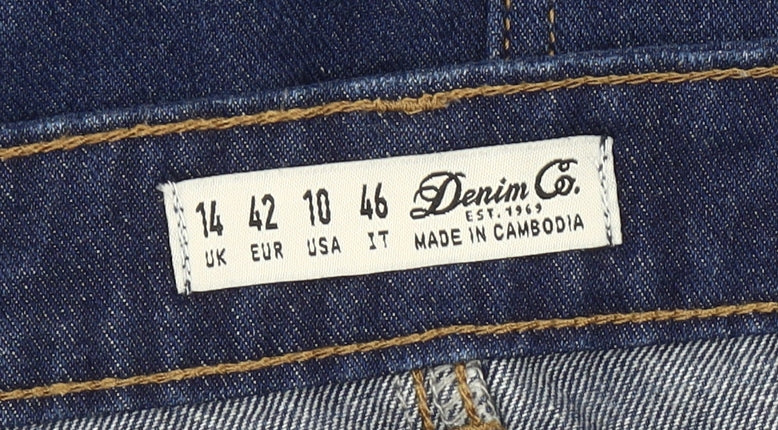 14 42 10 46 Denim Co.
EST. 1969
UK EUR USA IT MADE IN CAMBODIA